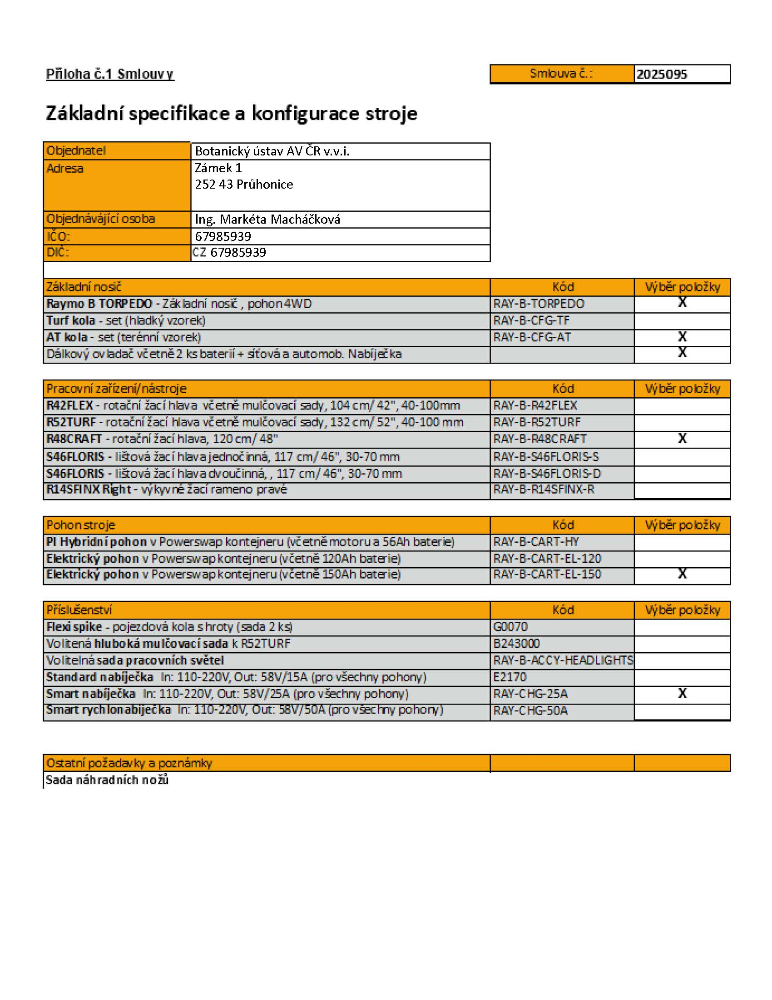 Příloha č.1 Smlouvy
Smlouva č.: 2025095
Základní specifikace a konfigurace stroje
Objednatel Botanický ústav AV ČR v.v.i.
Adresa Zámek 1
252 43 Průhonice
Objednávájící osoba Ing. Markéta Macháčková
IČO: 67985939
DIČ: CZ 67985939
Základní nosič Kód Výběr položky
Raymo B TORPEDO - Základní nosič , pohon 4WD RAY-B-TORPEDO X
Turf kola - set (hladký vzorek) RAY-B-CFG-TF
AT kola - set (terénní vzorek) RAY-B-CFG-AT X
Dálkový ovladač včetně 2 ks baterií + síťová a automob. Nabíječka X
Pracovní zařízení/nástroje Kód Výběr položky
R42FLEX - rotační žací hlava včetně mulčovací sady, 104 cm/ 42", 40-100mm RAY-B-R42FLEX
R52TURF - rotační žací hlava včetně mulčovací sady, 132 cm/ 52", 40-100 mm RAY-B-R52TURF
R48CRAFT - rotační žací hlava, 120 cm/ 48" RAY-B-R48CRAFT X
S46FLORIS - lištová žací hlava jednočinná, 117 cm/ 46", 30-70 mm RAY-B-S46FLORIS-S
S46FLORIS - lištová žací hlava dvoučinná, , 117 cm/ 46", 30-70 mm RAY-B-S46FLORIS-D
R14SFINX Right - výkyvné žací rameno pravé RAY-B-R14SFINX-R
Pohon stroje Kód Výběr položky
PI Hybridní pohon v Powerswap kontejneru (včetně motoru a 56Ah baterie) RAY-B-CART-HY
Elektrický pohon v Powerswap kontejneru (včetně 120Ah baterie) RAY-B-CART-EL-120
Elektrický pohon v Powerswap kontejneru (včetně 150Ah baterie) RAY-B-CART-EL-150 X
Příslušenství Kód Výběr položky
Flexi spike - pojezdová kola s hroty (sada 2 ks) G0070
Volitená hluboká mulčovací sada k R52TURF B243000
Volitelná sada pracovních světel RAY-B-ACCY-HEADLIGHTS
Standard nabíječka In: 110-220V, Out: 58V/15A (pro všechny pohony) E2170
Smart nabíječka In: 110-220V, Out: 58V/25A (pro všechny pohony) RAY-CHG-25A X
Smart rychlonabiječka In: 110-220V, Out: 58V/50A (pro všechny pohony) RAY-CHG-50A
Ostatní požadavky a poznámky
Sada náhradních nožů